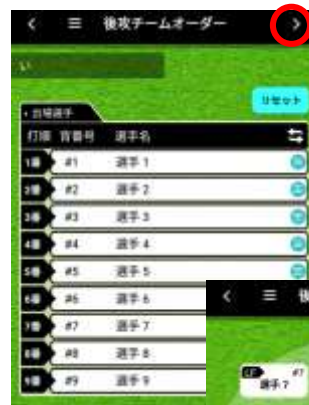 後攻チームオーダー
い
リセット
出場選手
打順 背番号 選手名
1番 #1 選手1
2番 #2 選手2
3番 #3 選手3
4番 #4 選手4
5番 #5 選手5
6番 #6 選手6
7番 #7 選手7
8番 #8 選手8
9番 #9 選手9
後
#7
選手7